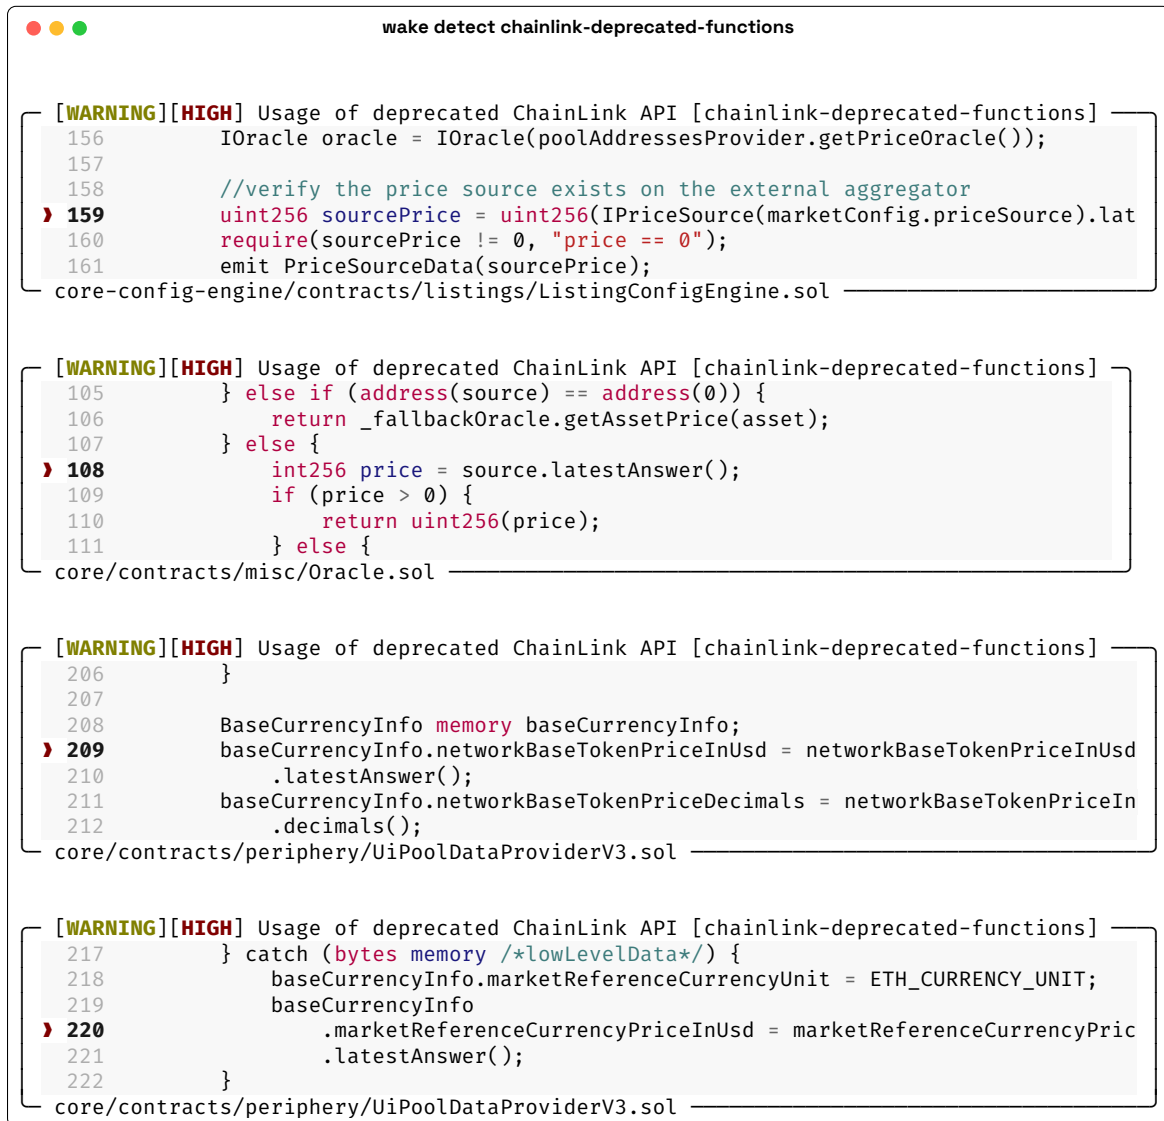 wake detect chainlink-deprecated-functions
[WARNING][HIGH] Usage of deprecated ChainLink API [chainlink-deprecated-functions]
156         IOracle oracle = IOracle(poolAddressesProvider.getPriceOracle());
157
158         //verify the price source exists on the external aggregator
❱ 159         uint256 sourcePrice = uint256(IPriceSource(marketConfig.priceSource).lat
160         require(sourcePrice != 0, "price == 0");
161         emit PriceSourceData(sourcePrice);
core-config-engine/contracts/listings/ListingConfigEngine.sol
[WARNING][HIGH] Usage of deprecated ChainLink API [chainlink-deprecated-functions]
105         } else if (address(source) == address(0)) {
106             return _fallbackOracle.getAssetPrice(asset);
107         } else {
❱ 108             int256 price = source.latestAnswer();
109             if (price > 0) {
110                 return uint256(price);
111             } else {
core/contracts/misc/Oracle.sol
[WARNING][HIGH] Usage of deprecated ChainLink API [chainlink-deprecated-functions]
206         }
207
208         BaseCurrencyInfo memory baseCurrencyInfo;
❱ 209         baseCurrencyInfo.networkBaseTokenPriceInUsd = networkBaseTokenPriceInUsd
210             .latestAnswer();
211         baseCurrencyInfo.networkBaseTokenPriceDecimals = networkBaseTokenPriceIn
212             .decimals();
core/contracts/periphery/UiPoolDataProviderV3.sol
[WARNING][HIGH] Usage of deprecated ChainLink API [chainlink-deprecated-functions]
217         } catch (bytes memory /*lowLevelData*/) {
218             baseCurrencyInfo.marketReferenceCurrencyUnit = ETH_CURRENCY_UNIT;
219             baseCurrencyInfo
❱ 220                 .marketReferenceCurrencyPriceInUsd = marketReferenceCurrencyPric
221                 .latestAnswer();
222         }
core/contracts/periphery/UiPoolDataProviderV3.sol